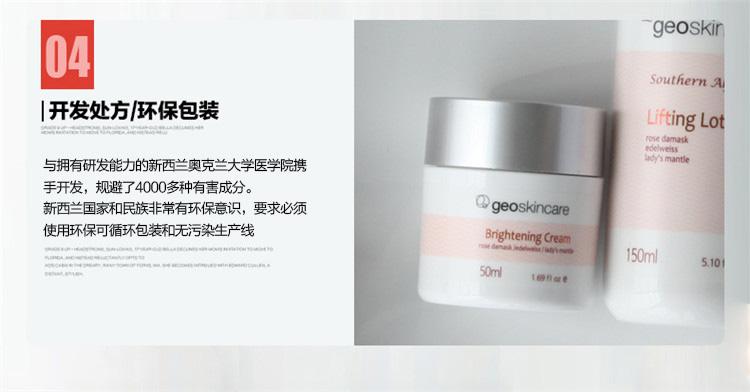 04
开发处方/环保包装
与拥有研发能力的新西兰奥克兰大学医学院携
手开发，规避了4000多种有害成分。
新西兰国家和民族非常有环保意识，要求必须
使用环保可循环包装和无污染生产线
geoskincare
Brightening Cream
rose damask /edelweiss / lady's mantle
50ml 1.69 fl oz
geoskin
Southern
Lifting Lot
rose damask
edelweiss
lady's mantle
150ml 5.10